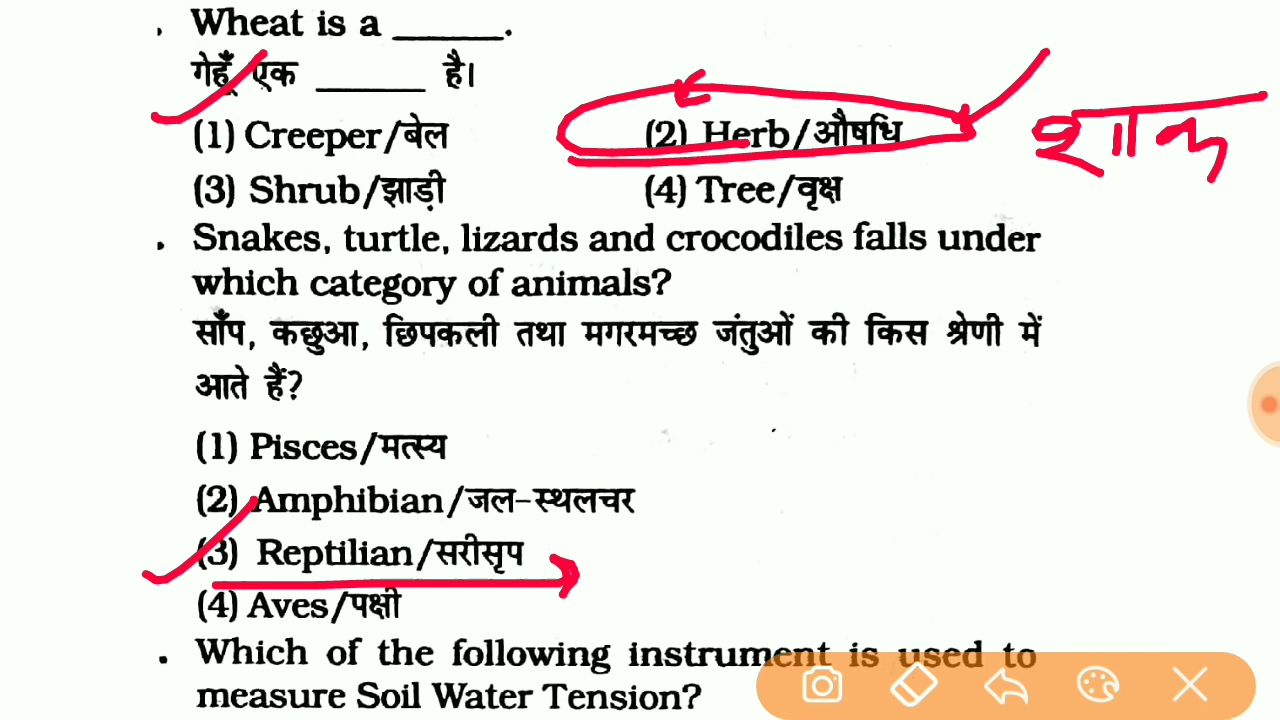 . Wheat is a ______.
गेहूँ एक ______ है।
(1) Creeper/बेल (2) Herb/औषधि शाक
(3) Shrub/झाड़ी (4) Tree/वृक्ष
. Snakes, turtle, lizards and crocodiles falls under
which category of animals?
साँप, कछुआ, छिपकली तथा मगरमच्छ जंतुओं की किस श्रेणी में
आते हैं?
(1) Pisces/मत्स्य
(2) Amphibian/जल-स्थलचर
(3) Reptilian/सरीसृप
(4) Aves/पक्षी
. Which of the following instrument is used to
measure Soil Water Tension?